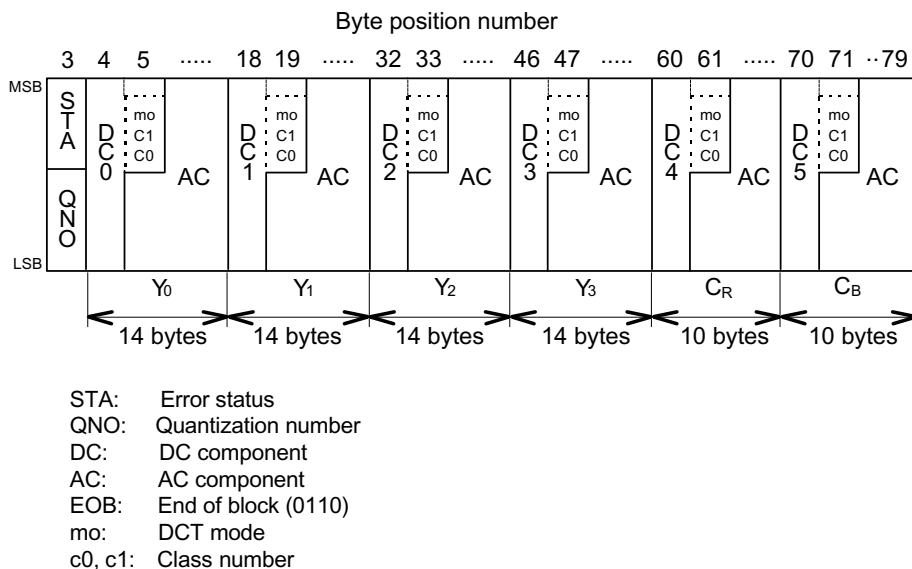 Byte position number
3 4 5 ..... 18 19 ..... 32 33 ..... 46 47 ..... 60 61 ..... 70 71 ..79
MSB
STA
QNO
LSB
DC0 mo C1 C0 AC
DC1 mo C1 C0 AC
DC2 mo C1 C0 AC
DC3 mo C1 C0 AC
DC4 mo C1 C0 AC
DC5 mo C1 C0 AC
Y0 Y1 Y2 Y3 CR CB
14 bytes 14 bytes 14 bytes 14 bytes 10 bytes 10 bytes
STA: Error status
QNO: Quantization number
DC: DC component
AC: AC component
EOB: End of block (0110)
mo: DCT mode
c0, c1: Class number